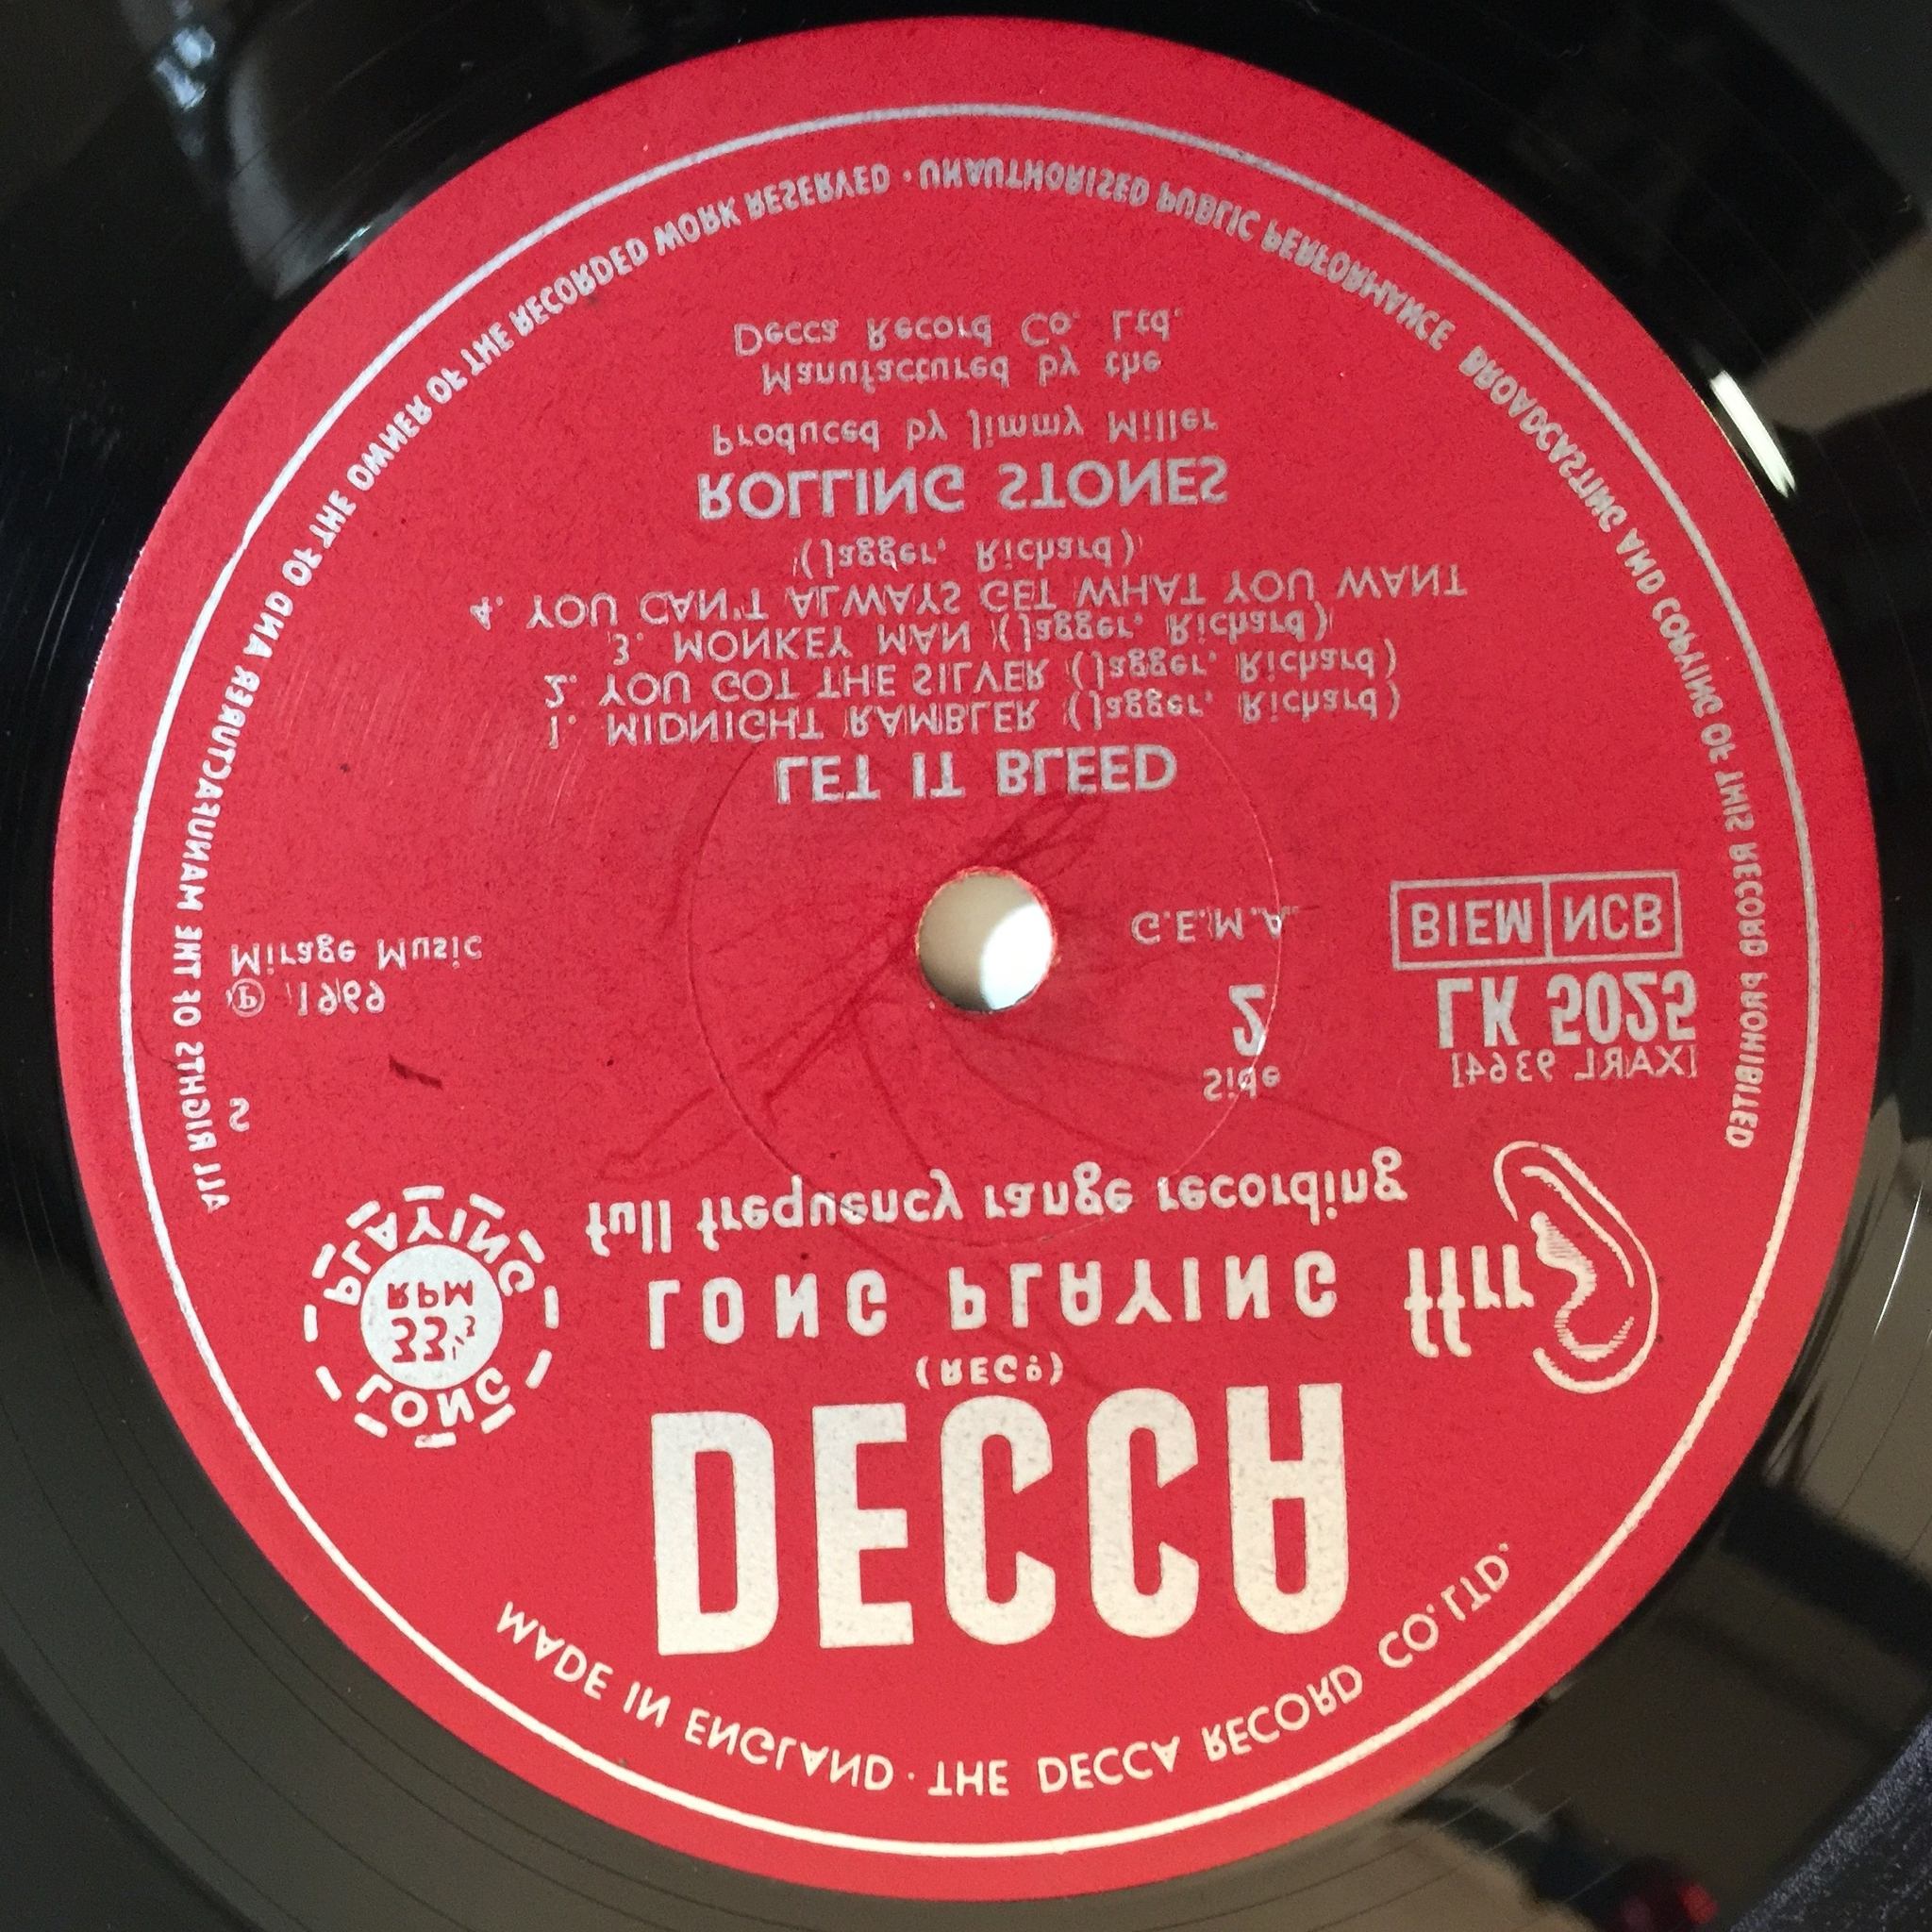 MADE IN ENGLAND · THE DECCA RECORD CO. LTD.
DECCA
(REGD)
LONG PLAYING
ffrr
full frequency range recording
LONG
33⅓
RPM
PLAYING
S
Side
2
[XARL 9364]
LK 5025
℗ 1969
Mirage Music
G.E.M.A.
BIEM NCB
LET IT BLEED
1. MIDNIGHT RAMBLER (Jagger, Richard)
2. YOU GOT THE SILVER (Jagger, Richard)
3. MONKEY MAN (Jagger, Richard)
4. YOU CAN'T ALWAYS GET WHAT YOU WANT
(Jagger, Richard)
ROLLING STONES
Produced by Jimmy Miller
Manufactured by the
Decca Record Co. Ltd.
ALL RIGHTS OF THE MANUFACTURER AND OF THE OWNER OF THE RECORDED WORK RESERVED · UNAUTHORISED PUBLIC PERFORMANCE BROADCASTING AND COPYING OF THIS RECORD PROHIBITED